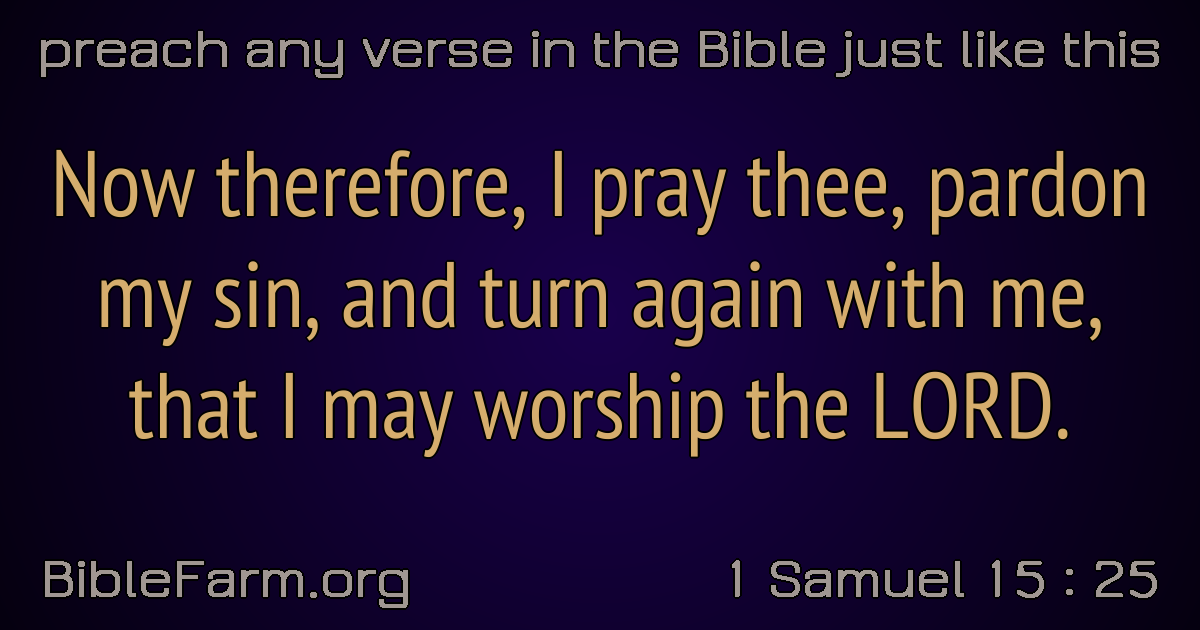 preach any verse in the Bible just like this
Now therefore, I pray thee, pardon
my sin, and turn again with me,
that I may worship the LORD.
BibleFarm.org
1 Samuel 15 : 25